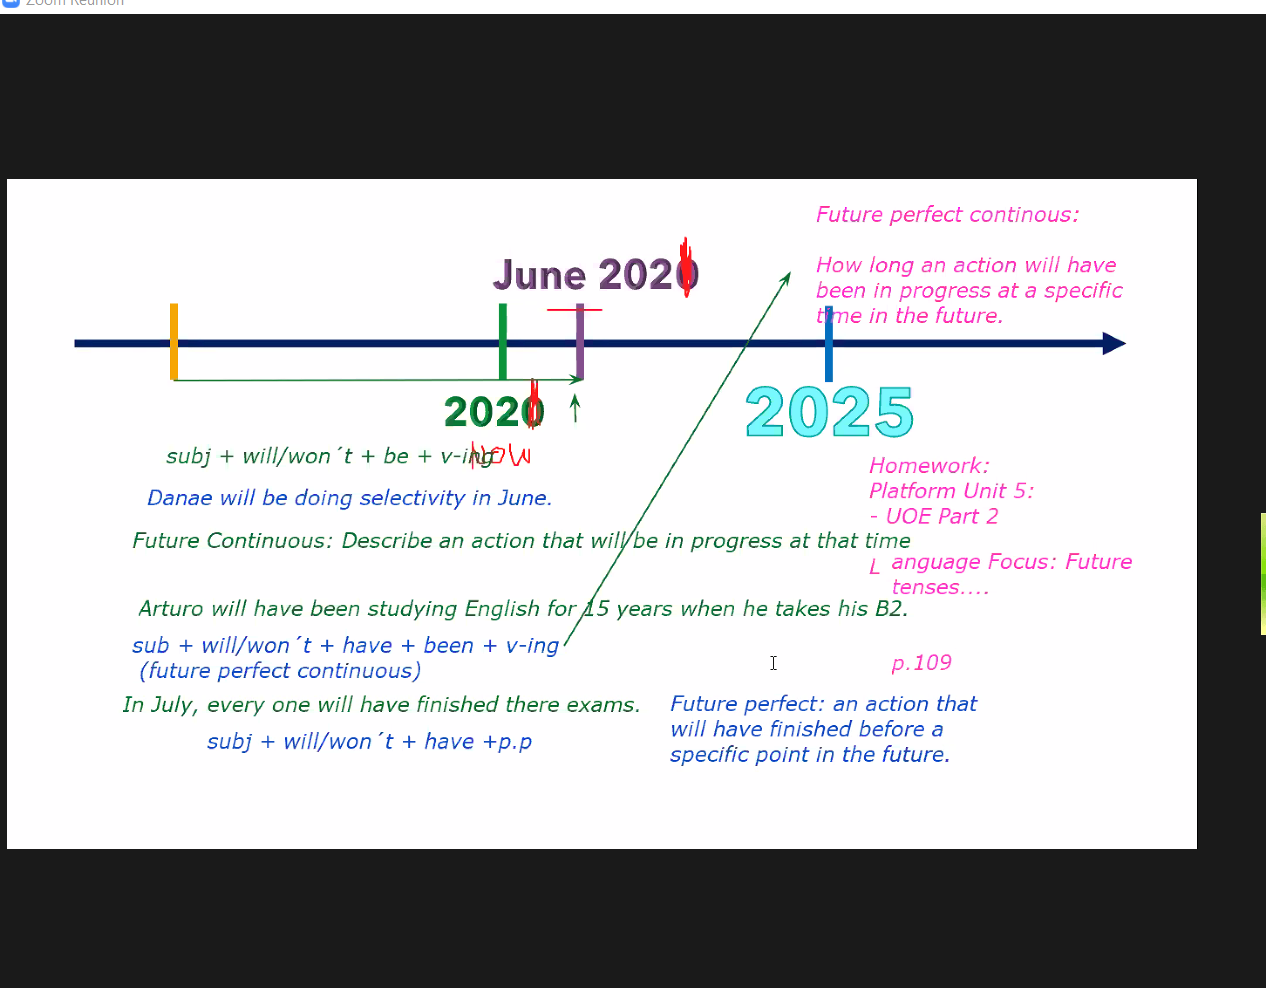 Zoom Reunión
Future perfect continous:
How long an action will have
been in progress at a specific
time in the future.
June 2020
2020
2025
NOW
subj + will/won´t + be + v-ing
Danae will be doing selectivity in June.
Future Continuous: Describe an action that will be in progress at that time
Homework:
Platform Unit 5:
- UOE Part 2
Language Focus: Future
tenses....
p.109
Arturo will have been studying English for 15 years when he takes his B2.
sub + will/won´t + have + been + v-ing
(future perfect continuous)
In July, every one will have finished there exams.
subj + will/won´t + have +p.p
Future perfect: an action that
will have finished before a
specific point in the future.